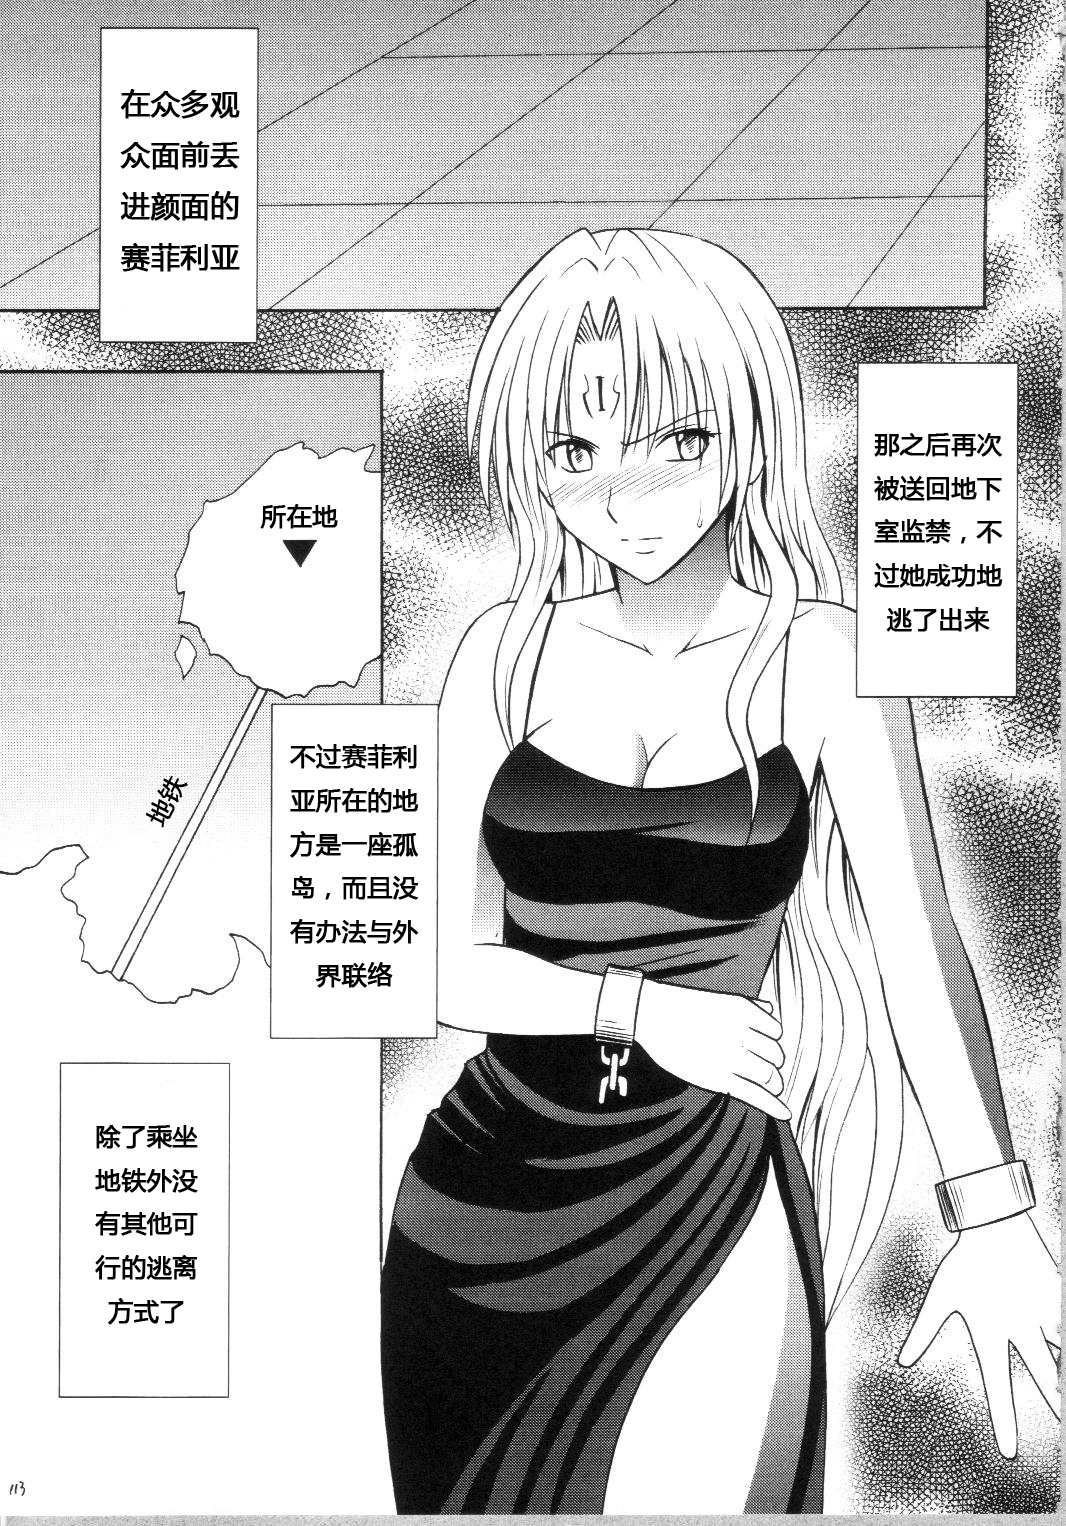 在众多观
众面前丢
进颜面的
赛菲利亚
那之后再次
被送回地下
室监禁，不
过她成功地
逃了出来
I
所在地
地铁
不过赛菲利
亚所在的地
方是一座孤
岛，而且没
有办法与外
界联络
除了乘坐
地铁外没
有其他可
行的逃离
方式了
113